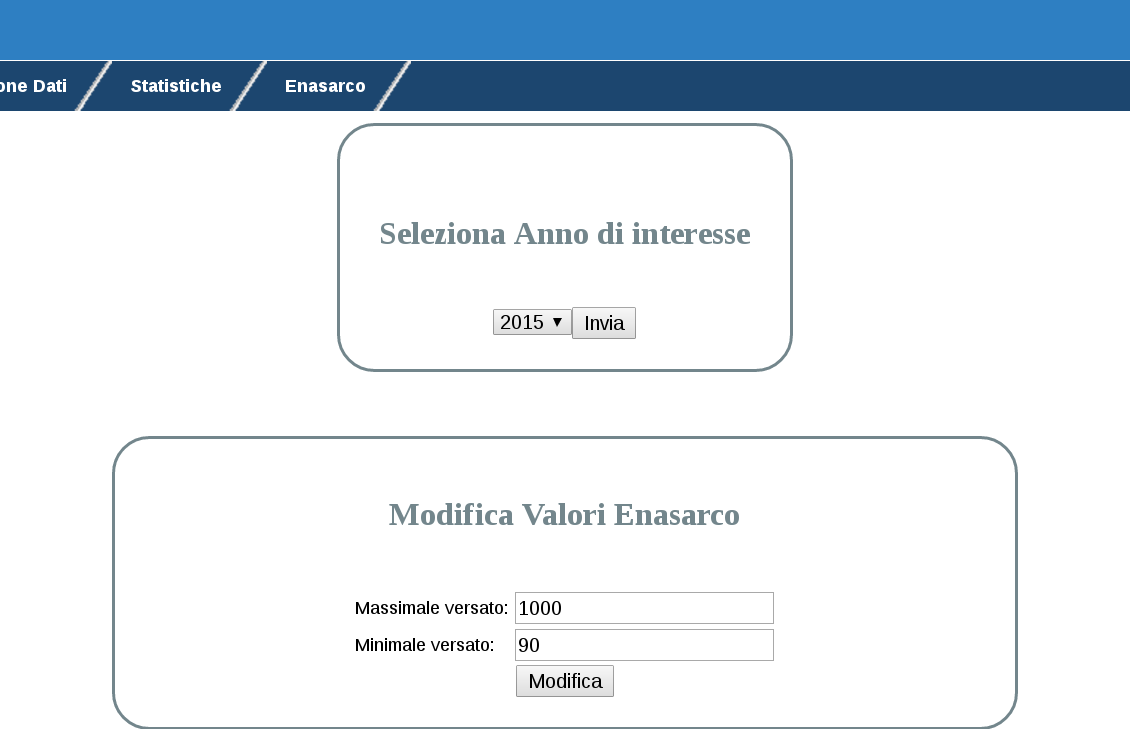 one Dati
Statistiche
Enasarco
Seleziona Anno di interesse
2015 Invia
Modifica Valori Enasarco
Massimale versato: 1000
Minimale versato: 90
Modifica